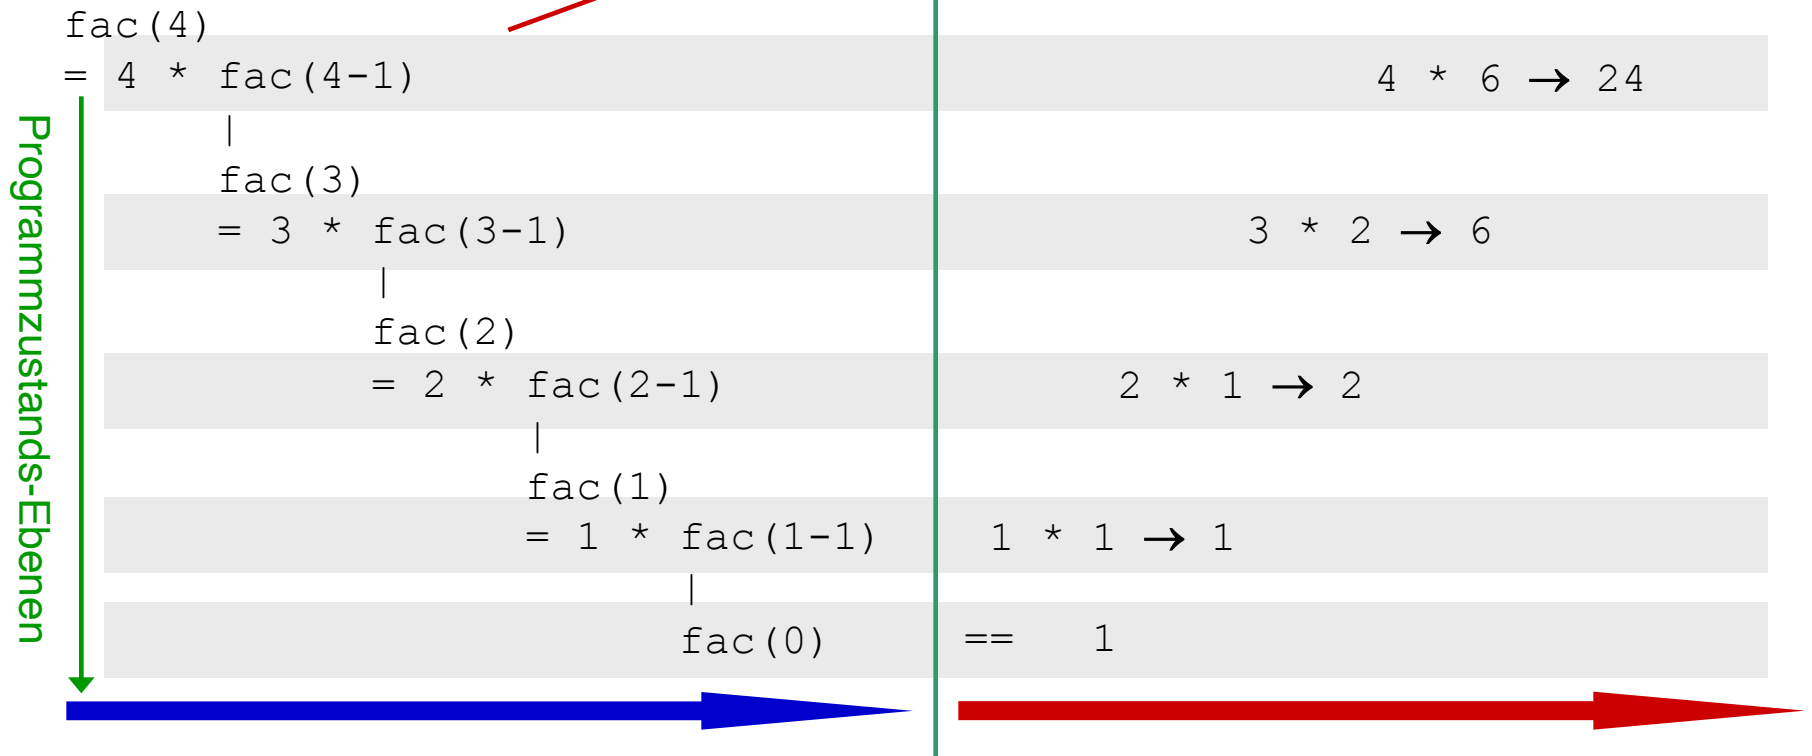 fac(4)
= 4 * fac(4-1) 4 * 6 → 24
|
fac(3)
= 3 * fac(3-1) 3 * 2 → 6
|
fac(2)
= 2 * fac(2-1) 2 * 1 → 2
|
fac(1)
= 1 * fac(1-1) 1 * 1 → 1
|
fac(0) == 1
Programmzustands-Ebenen